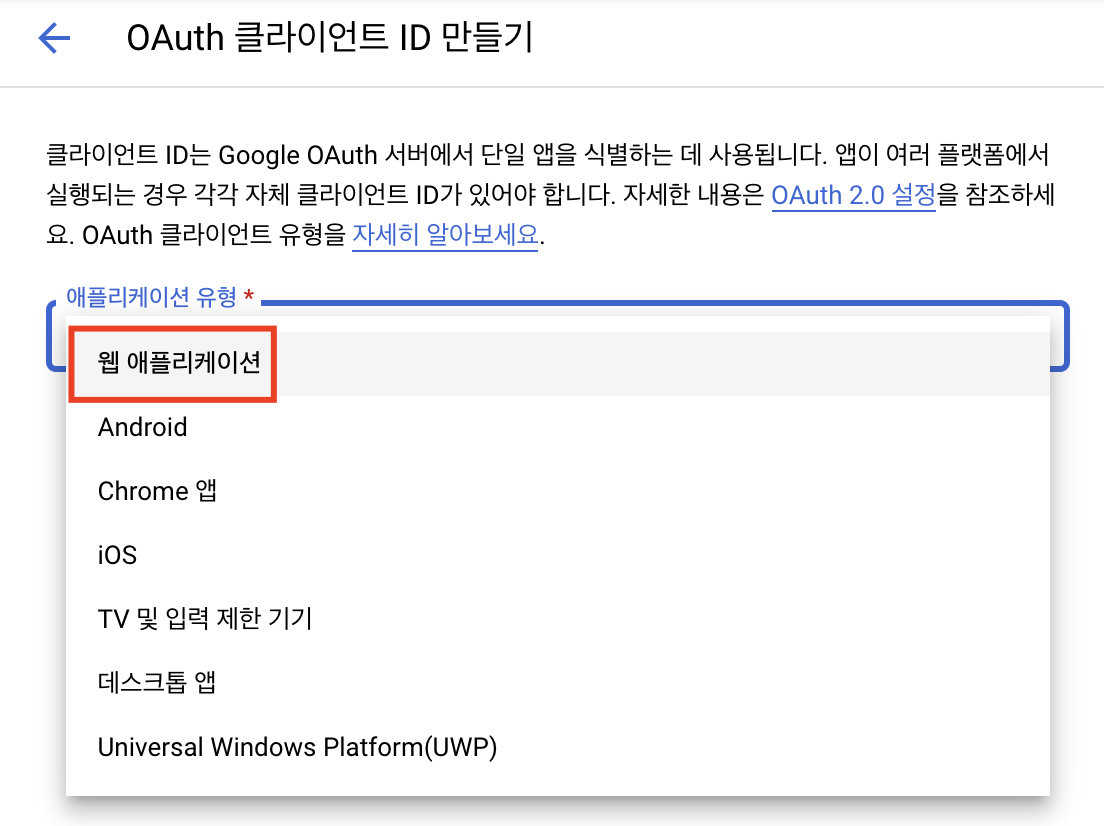 OAuth 클라이언트 ID 만들기
클라이언트 ID는 Google OAuth 서버에서 단일 앱을 식별하는 데 사용됩니다. 앱이 여러 플랫폼에서
실행되는 경우 각각 자체 클라이언트 ID가 있어야 합니다. 자세한 내용은 OAuth 2.0 설정을 참조하세
요. OAuth 클라이언트 유형을 자세히 알아보세요.
애플리케이션 유형 *
웹 애플리케이션
Android
Chrome 앱
iOS
TV 및 입력 제한 기기
데스크톱 앱
Universal Windows Platform(UWP)